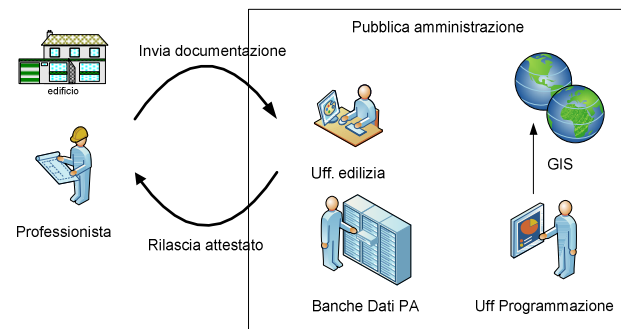 Pubblica amministrazione
Invia documentazione
edificio
Uff. edilizia
GIS
Professionista
Rilascia attestato
Banche Dati PA
Uff Programmazione